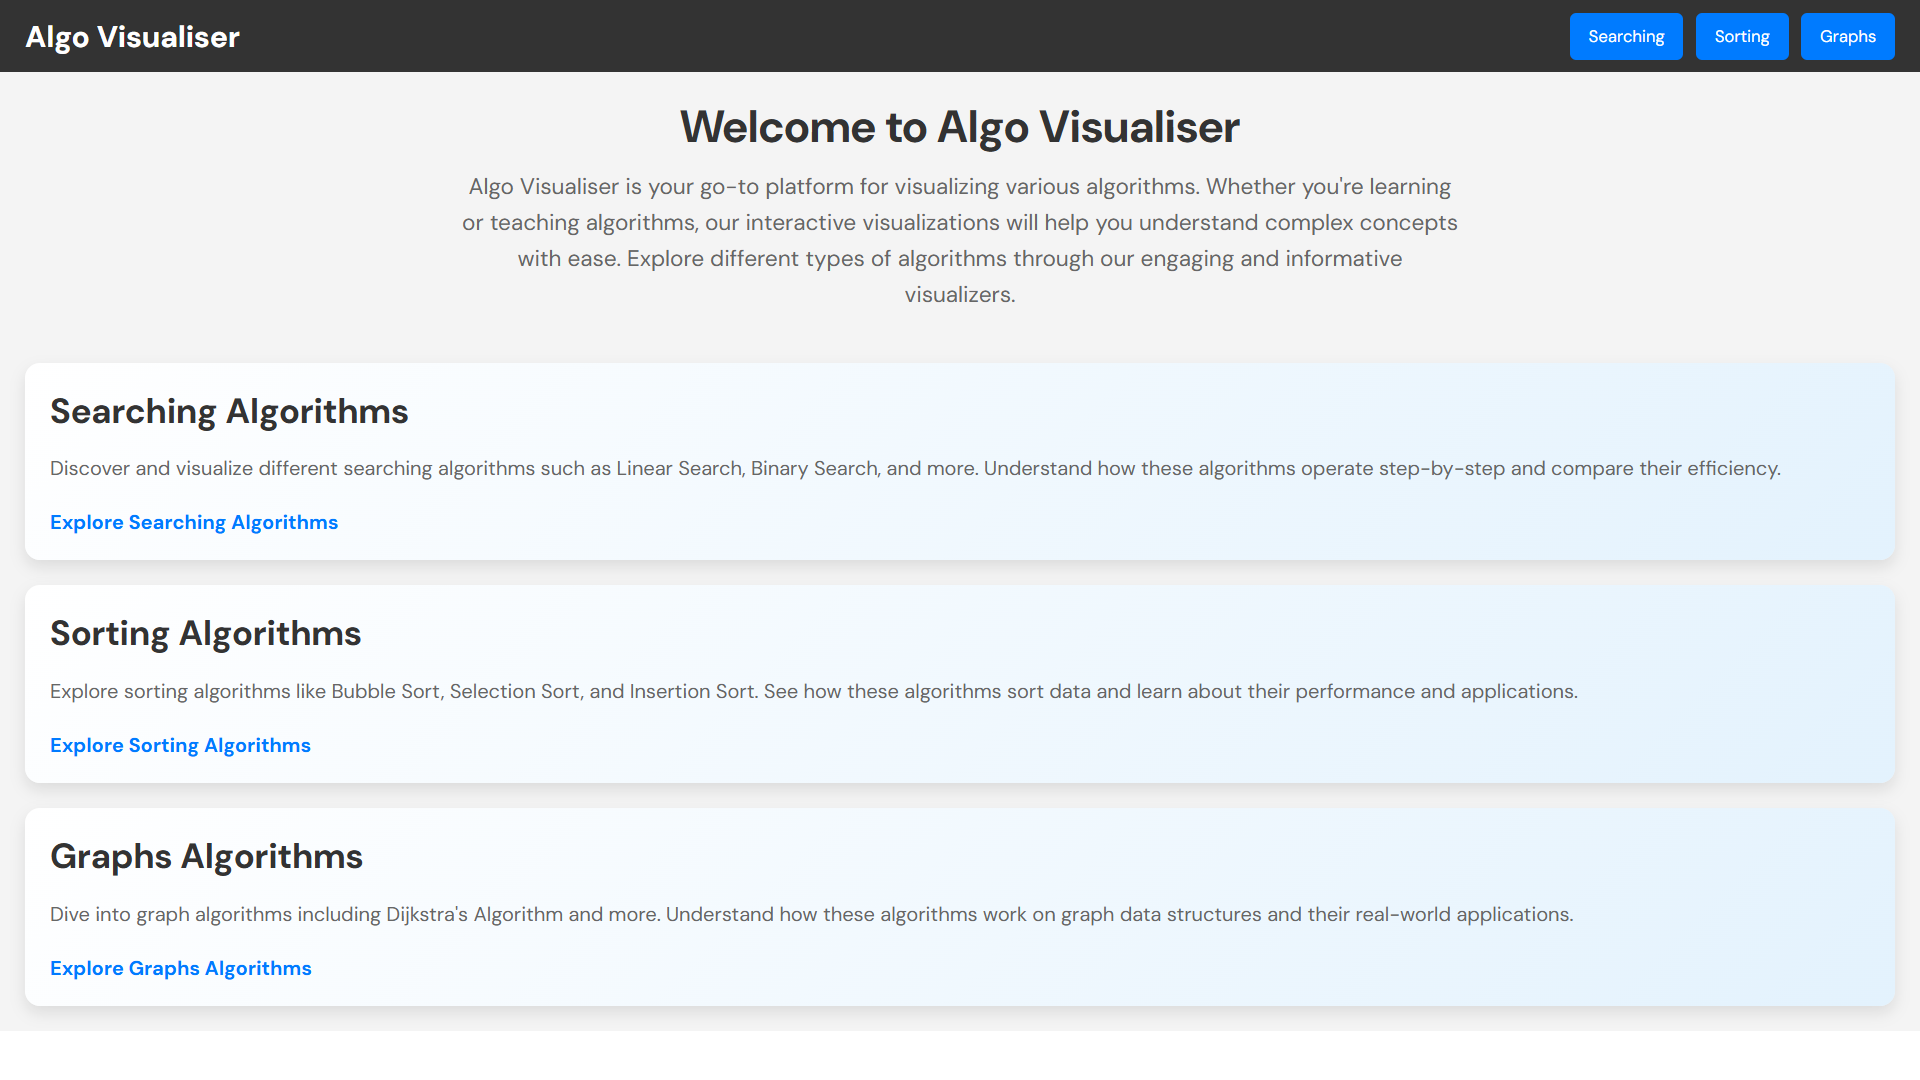 Algo Visualiser
Searching
Sorting
Graphs
Welcome to Algo Visualiser
Algo Visualiser is your go-to platform for visualizing various algorithms. Whether you're learning
or teaching algorithms, our interactive visualizations will help you understand complex concepts
with ease. Explore different types of algorithms through our engaging and informative
visualizers.
Searching Algorithms
Discover and visualize different searching algorithms such as Linear Search, Binary Search, and more. Understand how these algorithms operate step-by-step and compare their efficiency.
Explore Searching Algorithms
Sorting Algorithms
Explore sorting algorithms like Bubble Sort, Selection Sort, and Insertion Sort. See how these algorithms sort data and learn about their performance and applications.
Explore Sorting Algorithms
Graphs Algorithms
Dive into graph algorithms including Dijkstra's Algorithm and more. Understand how these algorithms work on graph data structures and their real-world applications.
Explore Graphs Algorithms